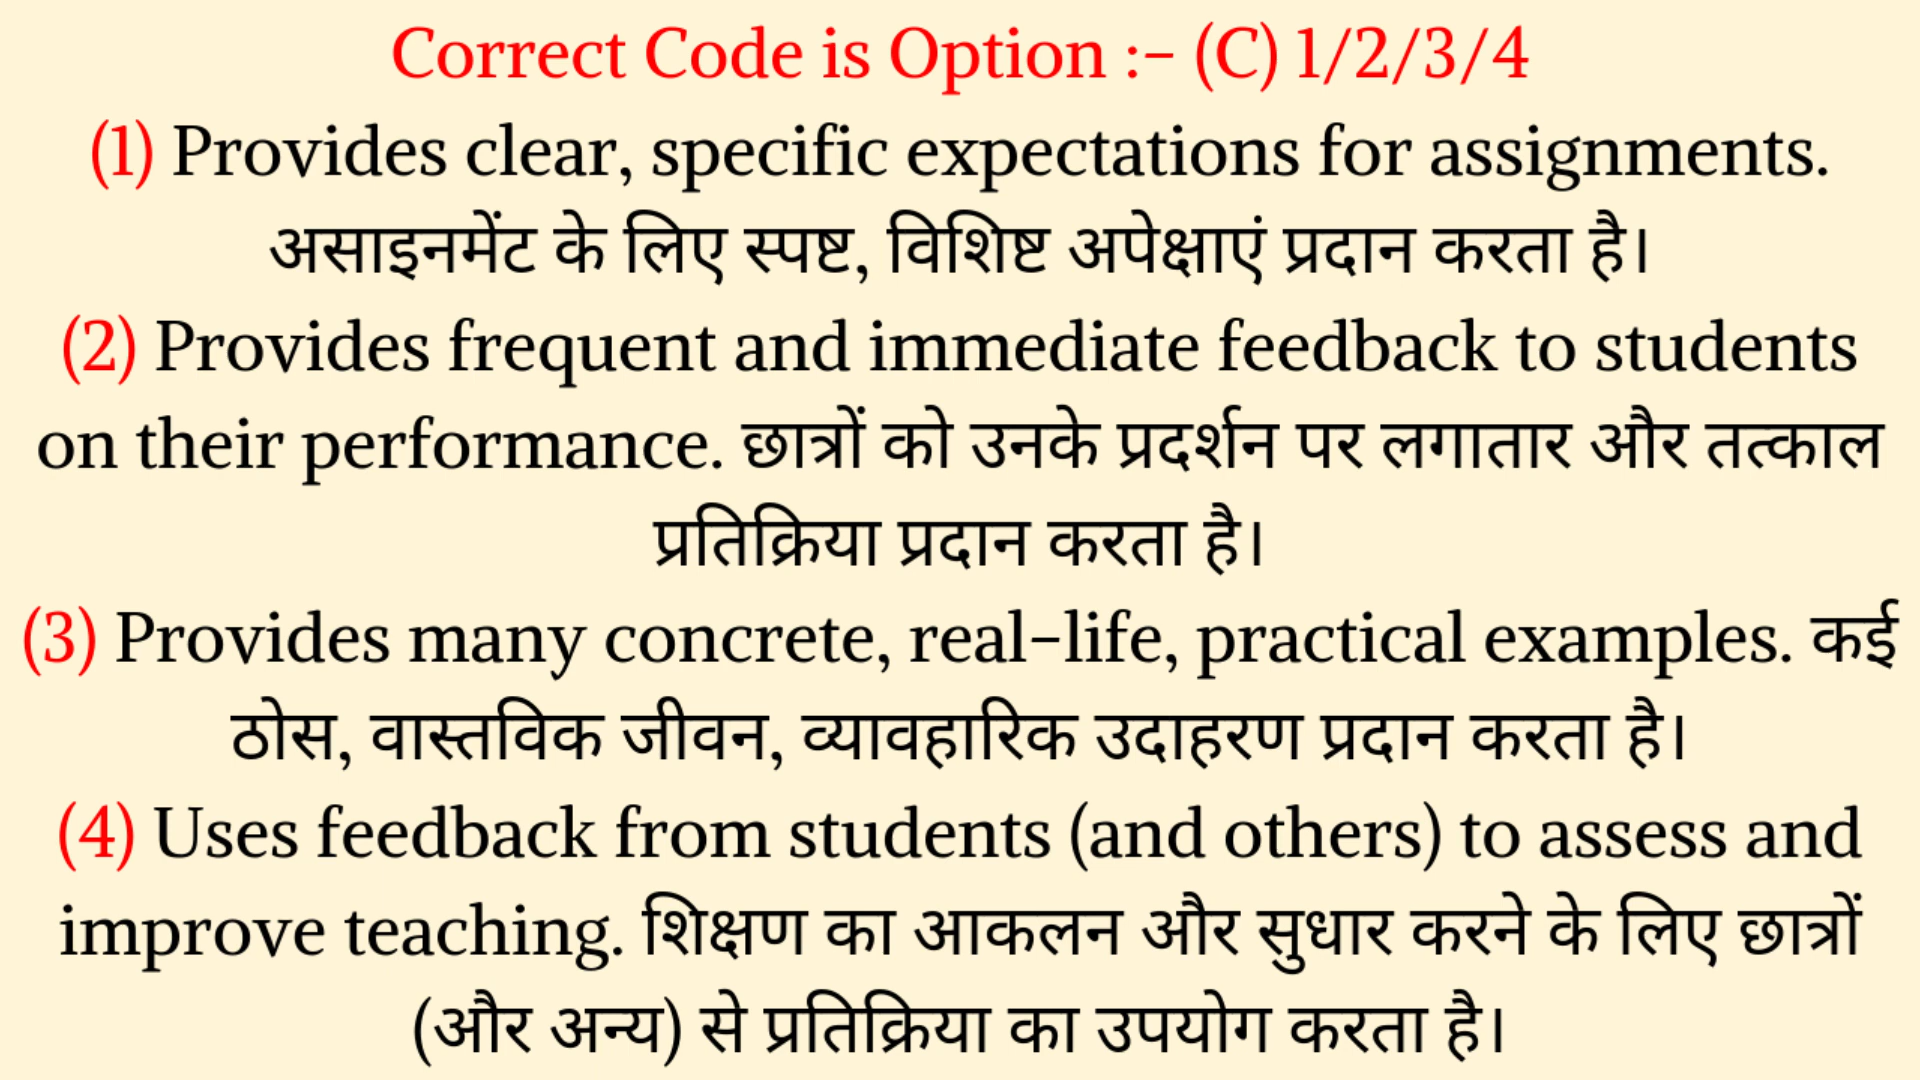 Correct Code is Option :- (C) 1/2/3/4
(1) Provides clear, specific expectations for assignments.
असाइनमेंट के लिए स्पष्ट, विशिष्ट अपेक्षाएं प्रदान करता है।
(2) Provides frequent and immediate feedback to students
on their performance. छात्रों को उनके प्रदर्शन पर लगातार और तत्काल
प्रतिक्रिया प्रदान करता है।
(3) Provides many concrete, real-life, practical examples. कई
ठोस, वास्तविक जीवन, व्यावहारिक उदाहरण प्रदान करता है।
(4) Uses feedback from students (and others) to assess and
improve teaching. शिक्षण का आकलन और सुधार करने के लिए छात्रों
(और अन्य) से प्रतिक्रिया का उपयोग करता है।